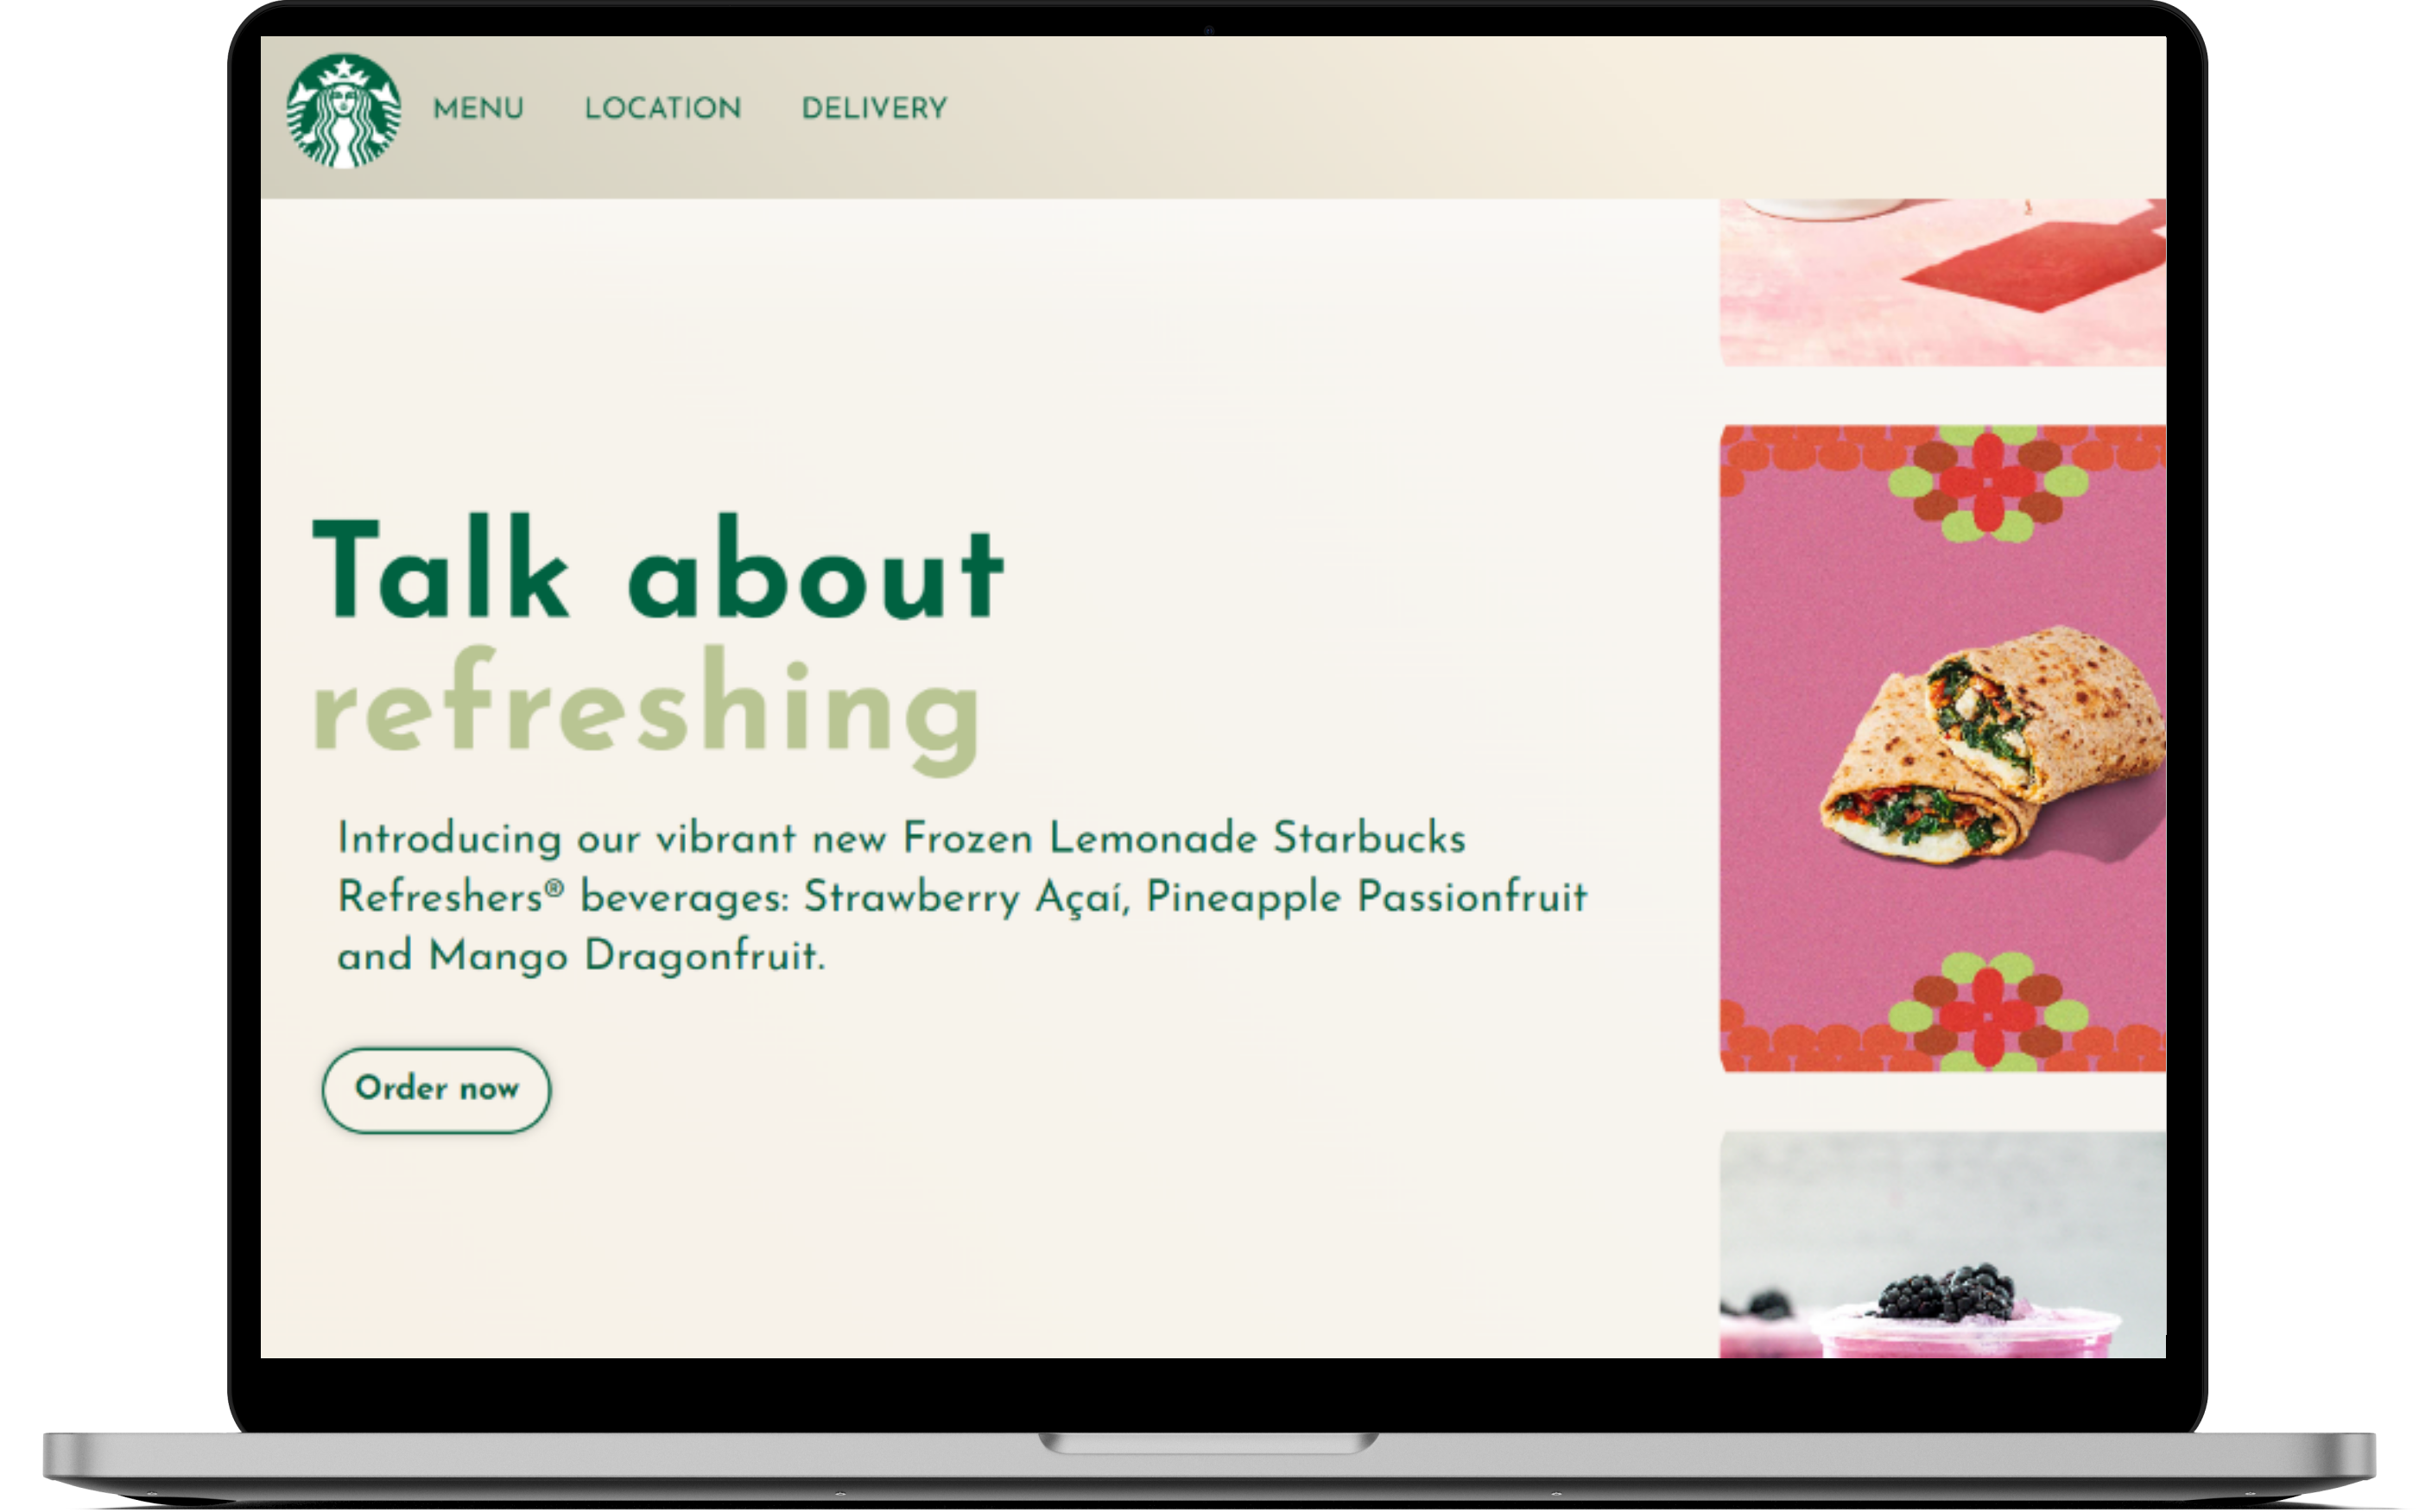 MENU LOCATION DELIVERY
Talk about
refreshing
Introducing our vibrant new Frozen Lemonade Starbucks
Refreshers® beverages: Strawberry Açaí, Pineapple Passionfruit
and Mango Dragonfruit.
Order now